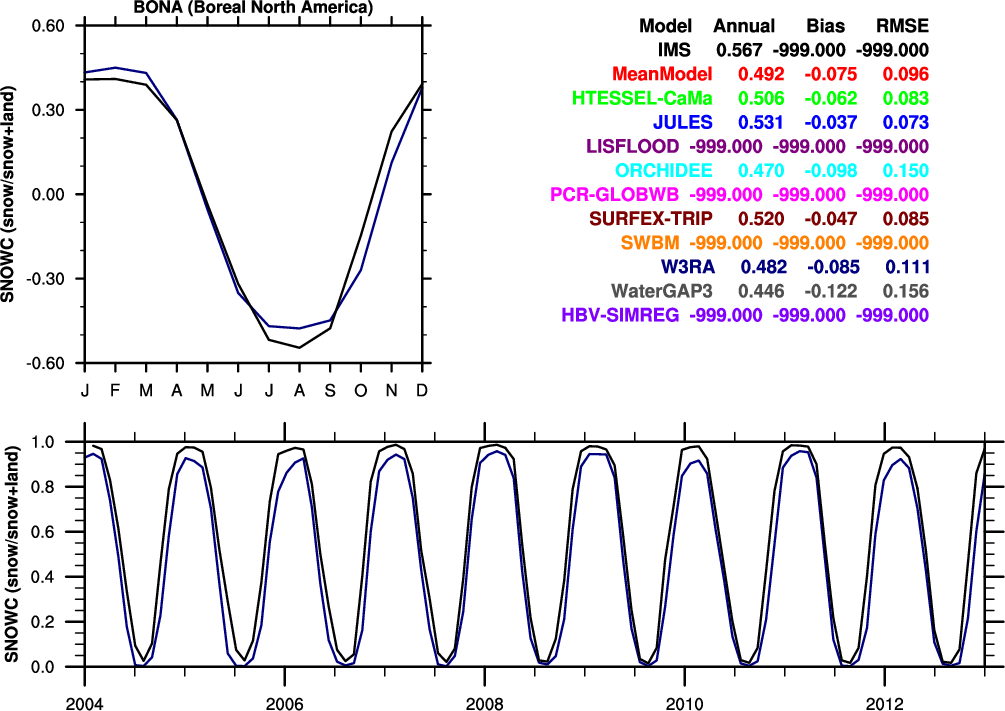 BONA (Boreal North America)
SNOWC (snow/snow+land)
0.60
0.30
0.00
-0.30
-0.60
J F M A M J J A S O N D
Model Annual Bias RMSE
IMS 0.567 -999.000 -999.000
MeanModel 0.492 -0.075 0.096
HTESSEL-CaMa 0.506 -0.062 0.083
JULES 0.531 -0.037 0.073
LISFLOOD -999.000 -999.000 -999.000
ORCHIDEE 0.470 -0.098 0.150
PCR-GLOBWB -999.000 -999.000 -999.000
SURFEX-TRIP 0.520 -0.047 0.085
SWBM -999.000 -999.000 -999.000
W3RA 0.482 -0.085 0.111
WaterGAP3 0.446 -0.122 0.156
HBV-SIMREG -999.000 -999.000 -999.000
SNOWC (snow/snow+land)
1.0
0.8
0.6
0.4
0.2
0.0
2004 2006 2008 2010 2012